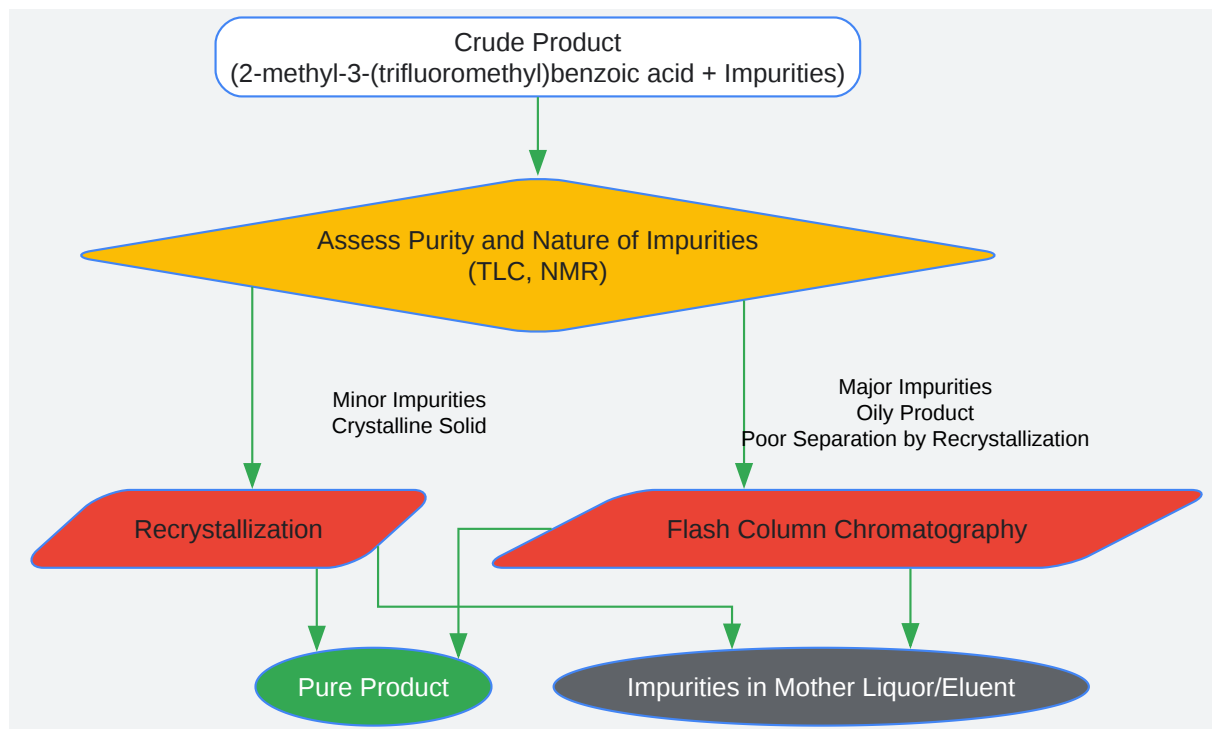 Crude Product
(2-methyl-3-(trifluoromethyl)benzoic acid + Impurities)
Assess Purity and Nature of Impurities
(TLC, NMR)
Minor Impurities
Crystalline Solid
Major Impurities
Oily Product
Poor Separation by Recrystallization
Recrystallization
Flash Column Chromatography
Pure Product
Impurities in Mother Liquor/Eluent